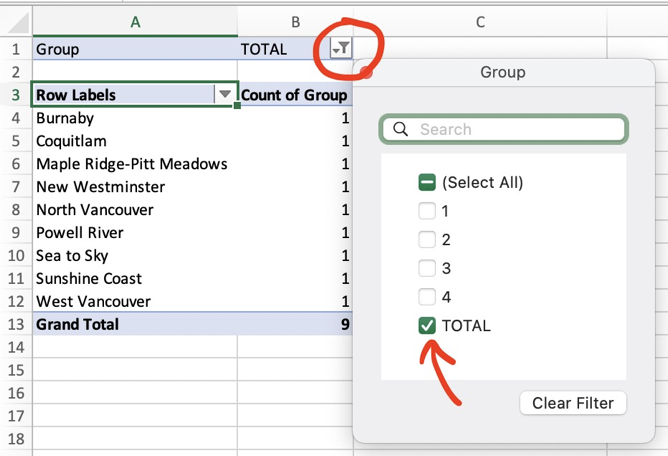 A B C
1 Group TOTAL
2
3 Row Labels Count of Group
4 Burnaby 1
5 Coquitlam 1
6 Maple Ridge-Pitt Meadows 1
7 New Westminster 1
8 North Vancouver 1
9 Powell River 1
10 Sea to Sky 1
11 Sunshine Coast 1
12 West Vancouver 1
13 Grand Total 9
14
15
16
17
18
Group
Search
(Select All)
1
2
3
4
TOTAL
Clear Filter